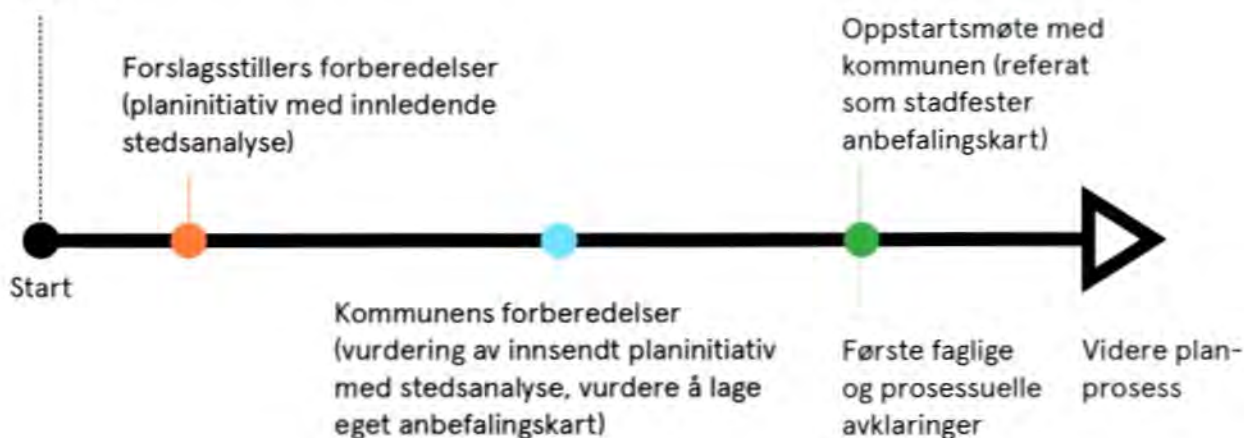 Forslagsstillers forberedelser
(planinitiativ med innledende
stedsanalyse)
Oppstartsmøte med
kommunen (referat
som stadfester
anbefalingskart)
Start
Kommunens forberedelser
(vurdering av innsendt planinitiativ
med stedsanalyse, vurdere å lage
eget anbefalingskart)
Første faglige
og prosessuelle
avklaringer
Videre plan-
prosess